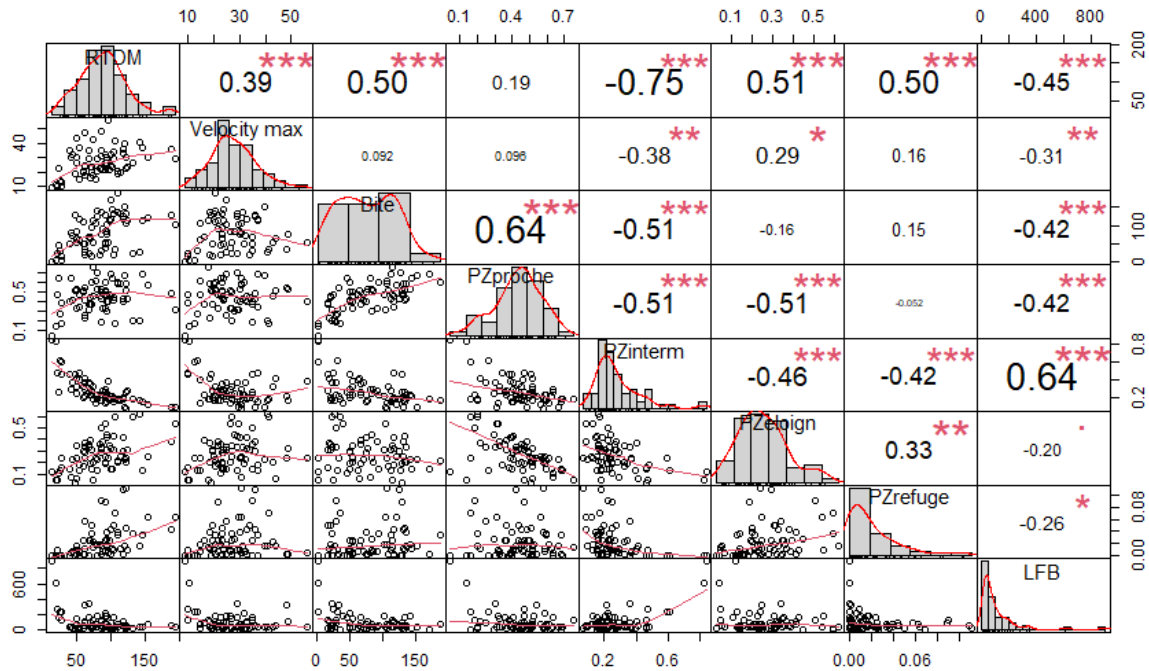 10 30 50 0.1 0.4 0.7 0.1 0.3 0.5 0 400 800
RTDM *** *** *** *** *** ***
0.39 0.50 0.19 -0.75 0.51 0.50 -0.45
50 200
Velocity max ** * **
0.092 0.096 -0.38 0.29 0.16 -0.31
10 40
Bite *** *** ***
0.64 -0.51 -0.16 0.15 -0.42
0 100
PZproche *** *** ***
-0.51 -0.51 -0.052 -0.42
0.1 0.5
PZinterm *** *** ***
-0.46 -0.42 0.64
0.2 0.8
PZeloign ** .
0.33 -0.20
0.1 0.5
PZrefuge *
-0.26
0.00 0.08
LFB
0 600
50 150 0 50 150 0.2 0.6 0.00 0.06